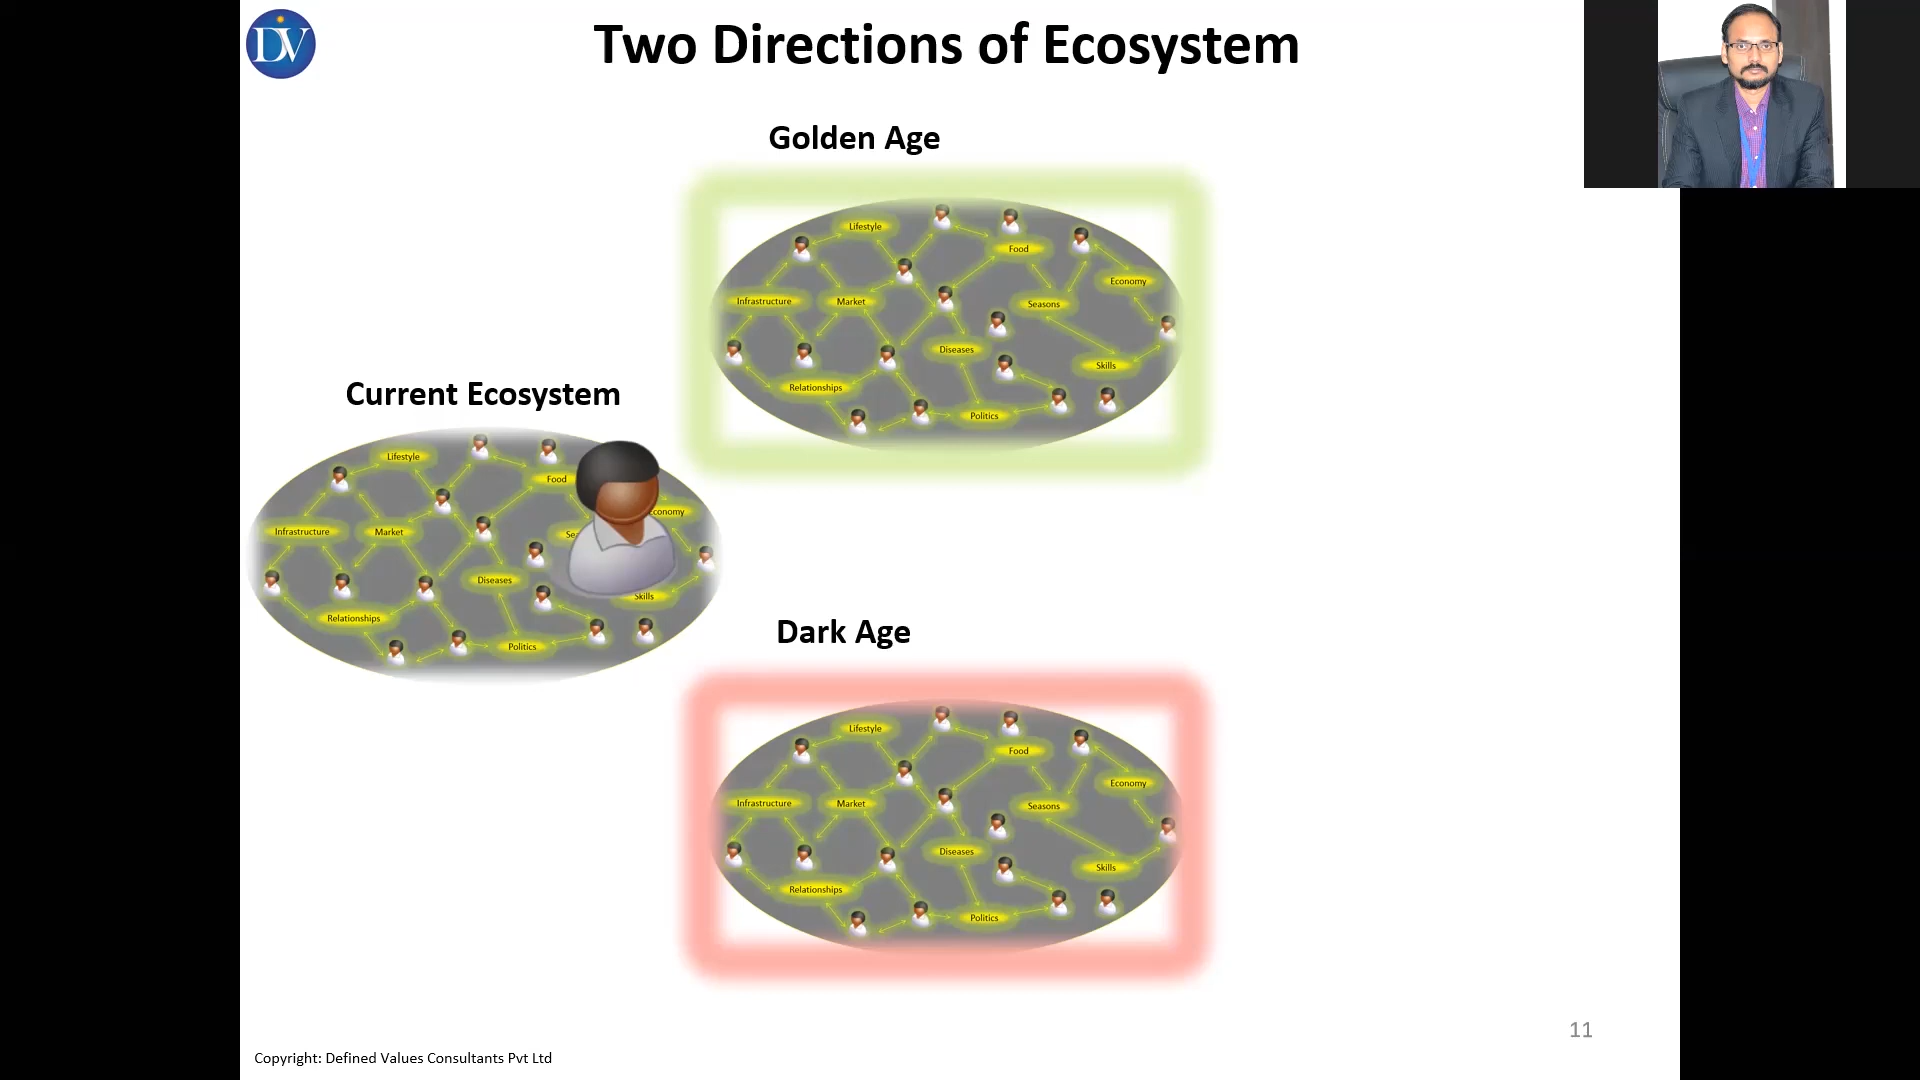 DV
Two Directions of Ecosystem
Golden Age
Lifestyle
Food
Economy
Infrastructure
Market
Seasons
Diseases
Skills
Relationships
Politics
Current Ecosystem
Lifestyle
Food
conomy
Infrastructure
Market
Sea
Diseases
Skills
Relationships
Politics
Dark Age
Lifestyle
Food
Economy
Infrastructure
Market
Seasons
Diseases
Skills
Relationships
Politics
11
Copyright: Defined Values Consultants Pvt Ltd